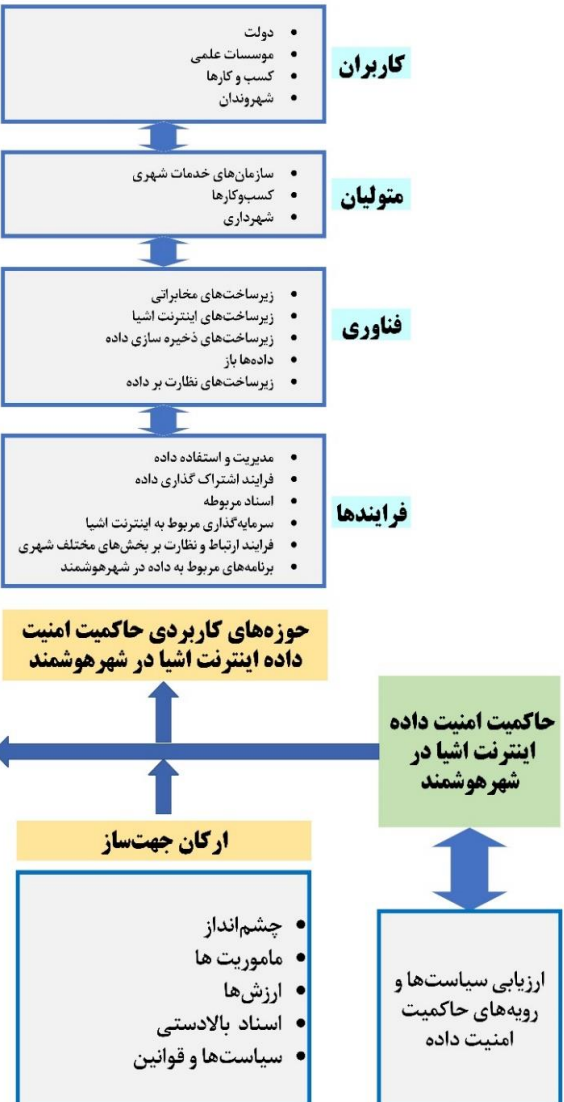 کاربران
دولت
موسسات علمی
کسب و کارها
شهروندان
متولیان
سازمان‌های خدمات شهری
کسب‌وکارها
شهرداری
فناوری
زیرساخت‌های مخابراتی
زیرساخت‌های اینترنت اشیا
زیرساخت‌های ذخیره سازی داده
داده‌ها باز
زیرساخت‌های نظارت بر داده
فرایندها
مدیریت و استفاده داده
فرایند اشتراک گذاری داده
اسناد مربوطه
سرمایه‌گذاری مربوط به اینترنت اشیا
فرایند ارتباط و نظارت بر بخش‌های مختلف شهری
برنامه‌های مربوط به داده در شهرهوشمند
حوزه‌های کاربردی حاکمیت امنیت
داده اینترنت اشیا در شهرهوشمند
حاکمیت امنیت داده
اینترنت اشیا در
شهرهوشمند
ارکان جهت‌ساز
چشم‌انداز
ماموریت ها
ارزش‌ها
اسناد بالادستی
سیاست‌ها و قوانین
ارزیابی سیاست‌ها و
رویه‌های حاکمیت
امنیت داده